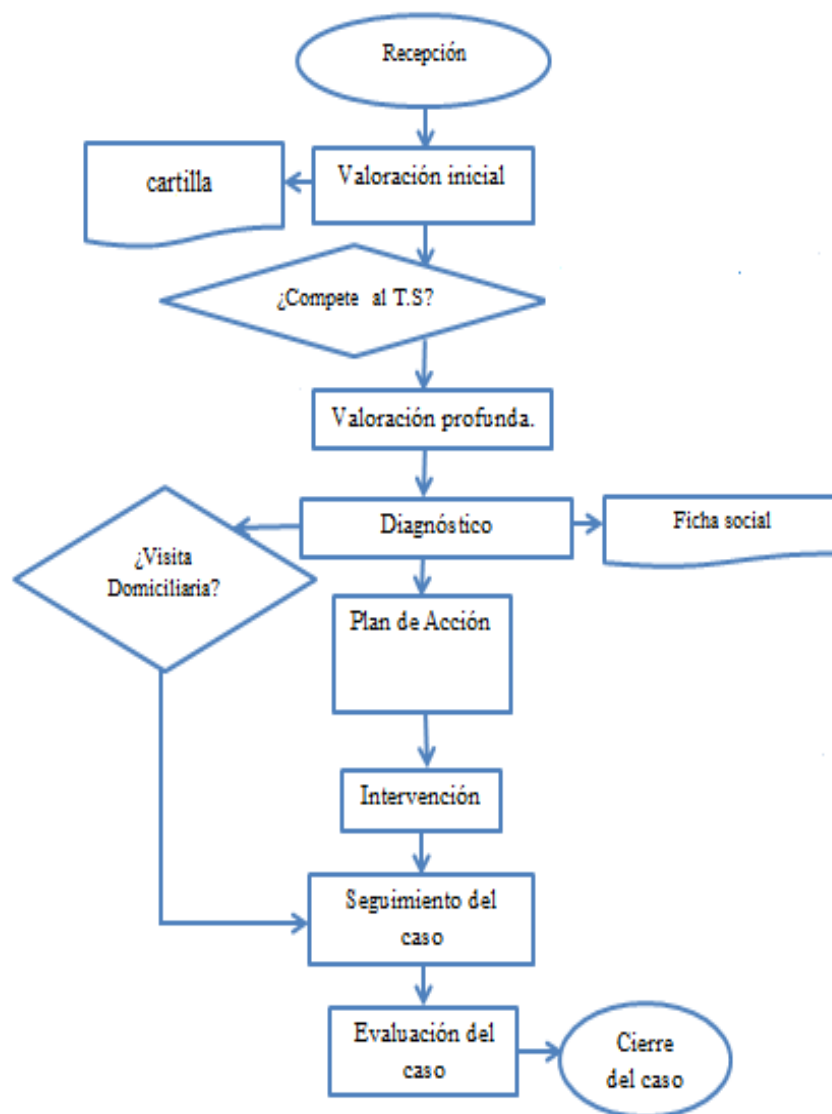 Recepción
cartilla
Valoración inicial
¿Compete al T.S?
Valoración profunda.
Diagnóstico
Ficha social
¿Visita
Domiciliaria?
Plan de Acción
Intervención
Seguimiento del
caso
Evaluación del
caso
Cierre
del caso